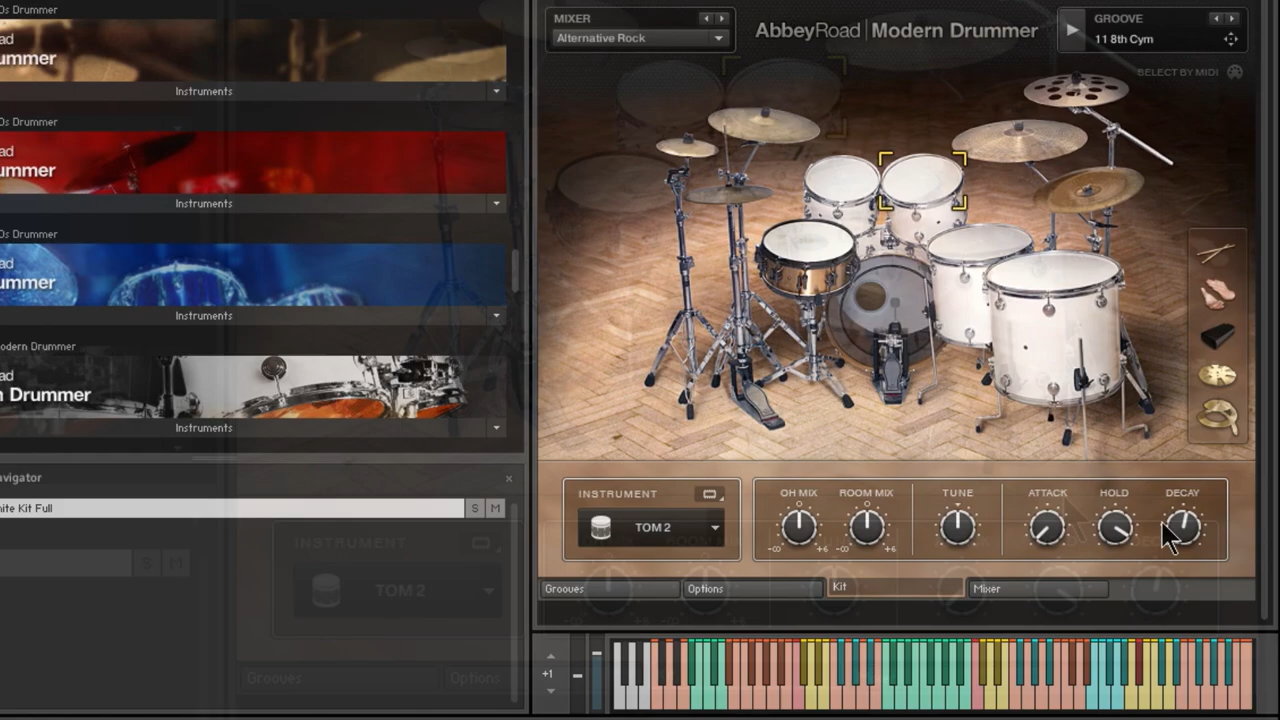 0s Drummer
ad
ummer
Instruments
0s Drummer
ad
ummer
Instruments
0s Drummer
ad
ummer
Instruments
odern Drummer
ad
n Drummer
Instruments
avigator
ite Kit Full
S M
S M
INSTRUMENT
TOM 2
Grooves
Options
MIXER
Alternative Rock
AbbeyRoad | Modern Drummer
GROOVE
11 8th Cym
SELECT BY MIDI
INSTRUMENT
TOM 2
OH MIX
ROOM MIX
TUNE
ATTACK
HOLD
DECAY
-∞ +6
-∞ +6
Grooves
Options
Kit
Mixer
+1